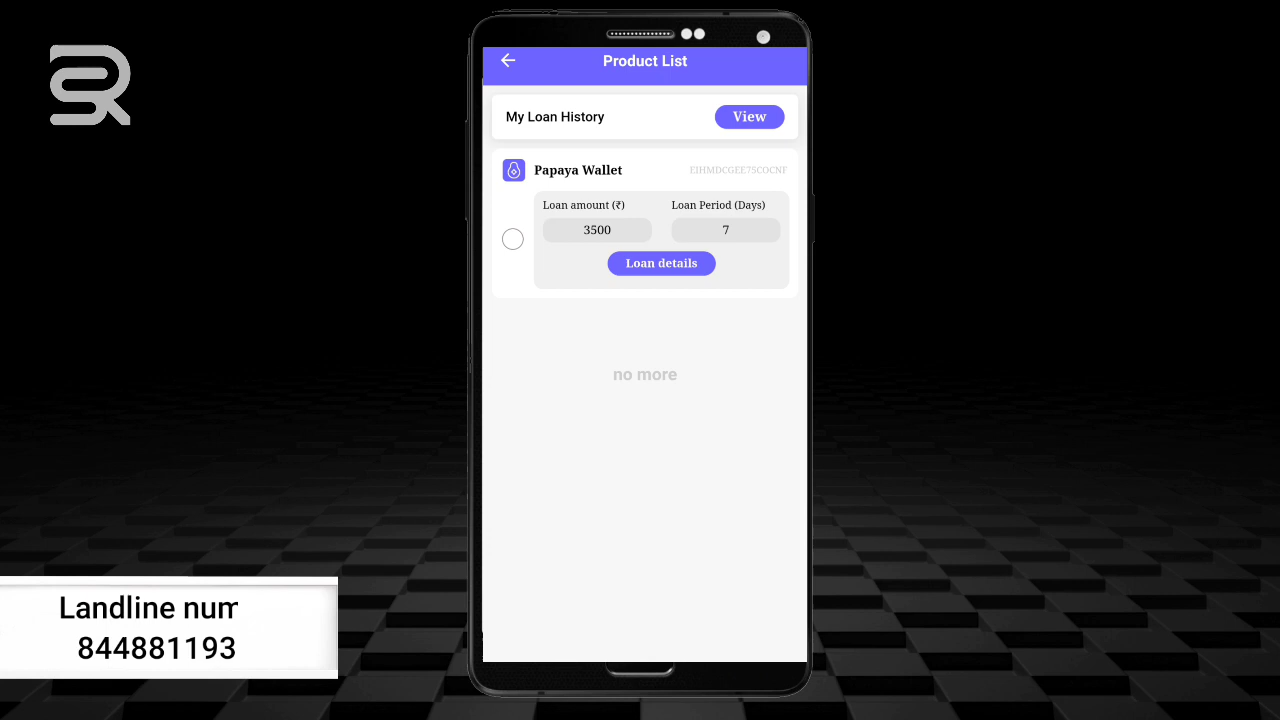 Product List
My Loan History
View
Papaya Wallet
EIHMDCGEE75COCNF
Loan amount (₹)
Loan Period (Days)
3500
7
Loan details
no more
Landline num
844881193